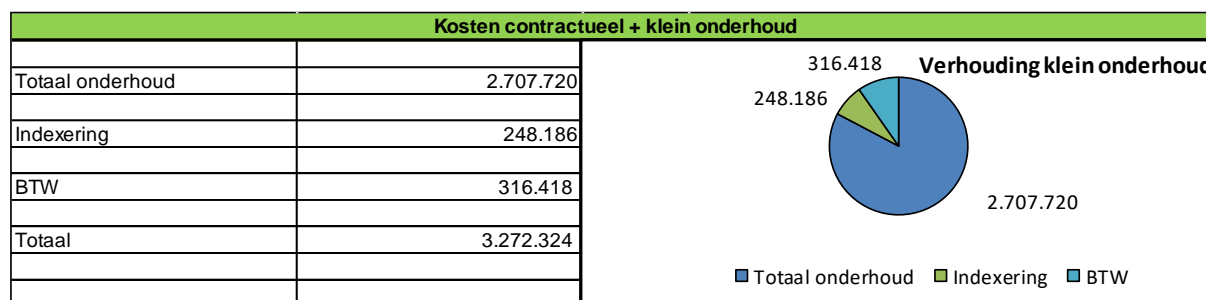 Kosten contractueel + klein onderhoud
Totaal onderhoud 2.707.720
Indexering 248.186
BTW 316.418
Totaal 3.272.324
Verhouding klein onderhoud
316.418
248.186
2.707.720
Totaal onderhoud Indexering BTW